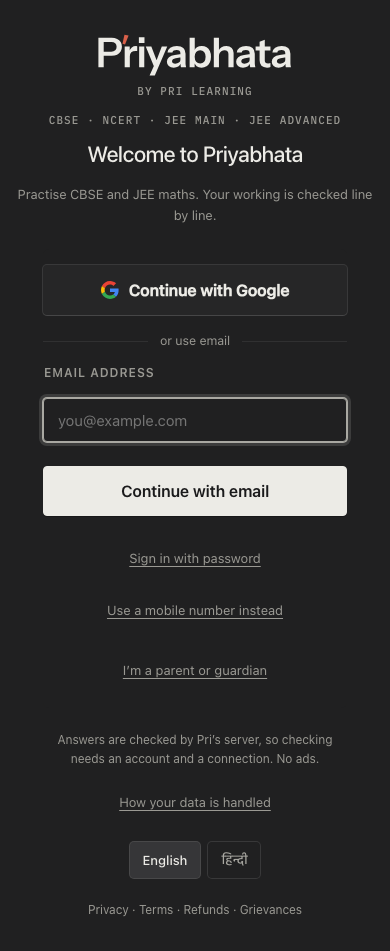 Priyabhata
BY PRI LEARNING
CBSE · NCERT · JEE MAIN · JEE ADVANCED
Welcome to Priyabhata
Practise CBSE and JEE maths. Your working is checked line
by line.
Continue with Google
or use email
EMAIL ADDRESS
you@example.com
Continue with email
Sign in with password
Use a mobile number instead
I'm a parent or guardian
Answers are checked by Pri's server, so checking
needs an account and a connection. No ads.
How your data is handled
English हिन्दी
Privacy · Terms · Refunds · Grievances